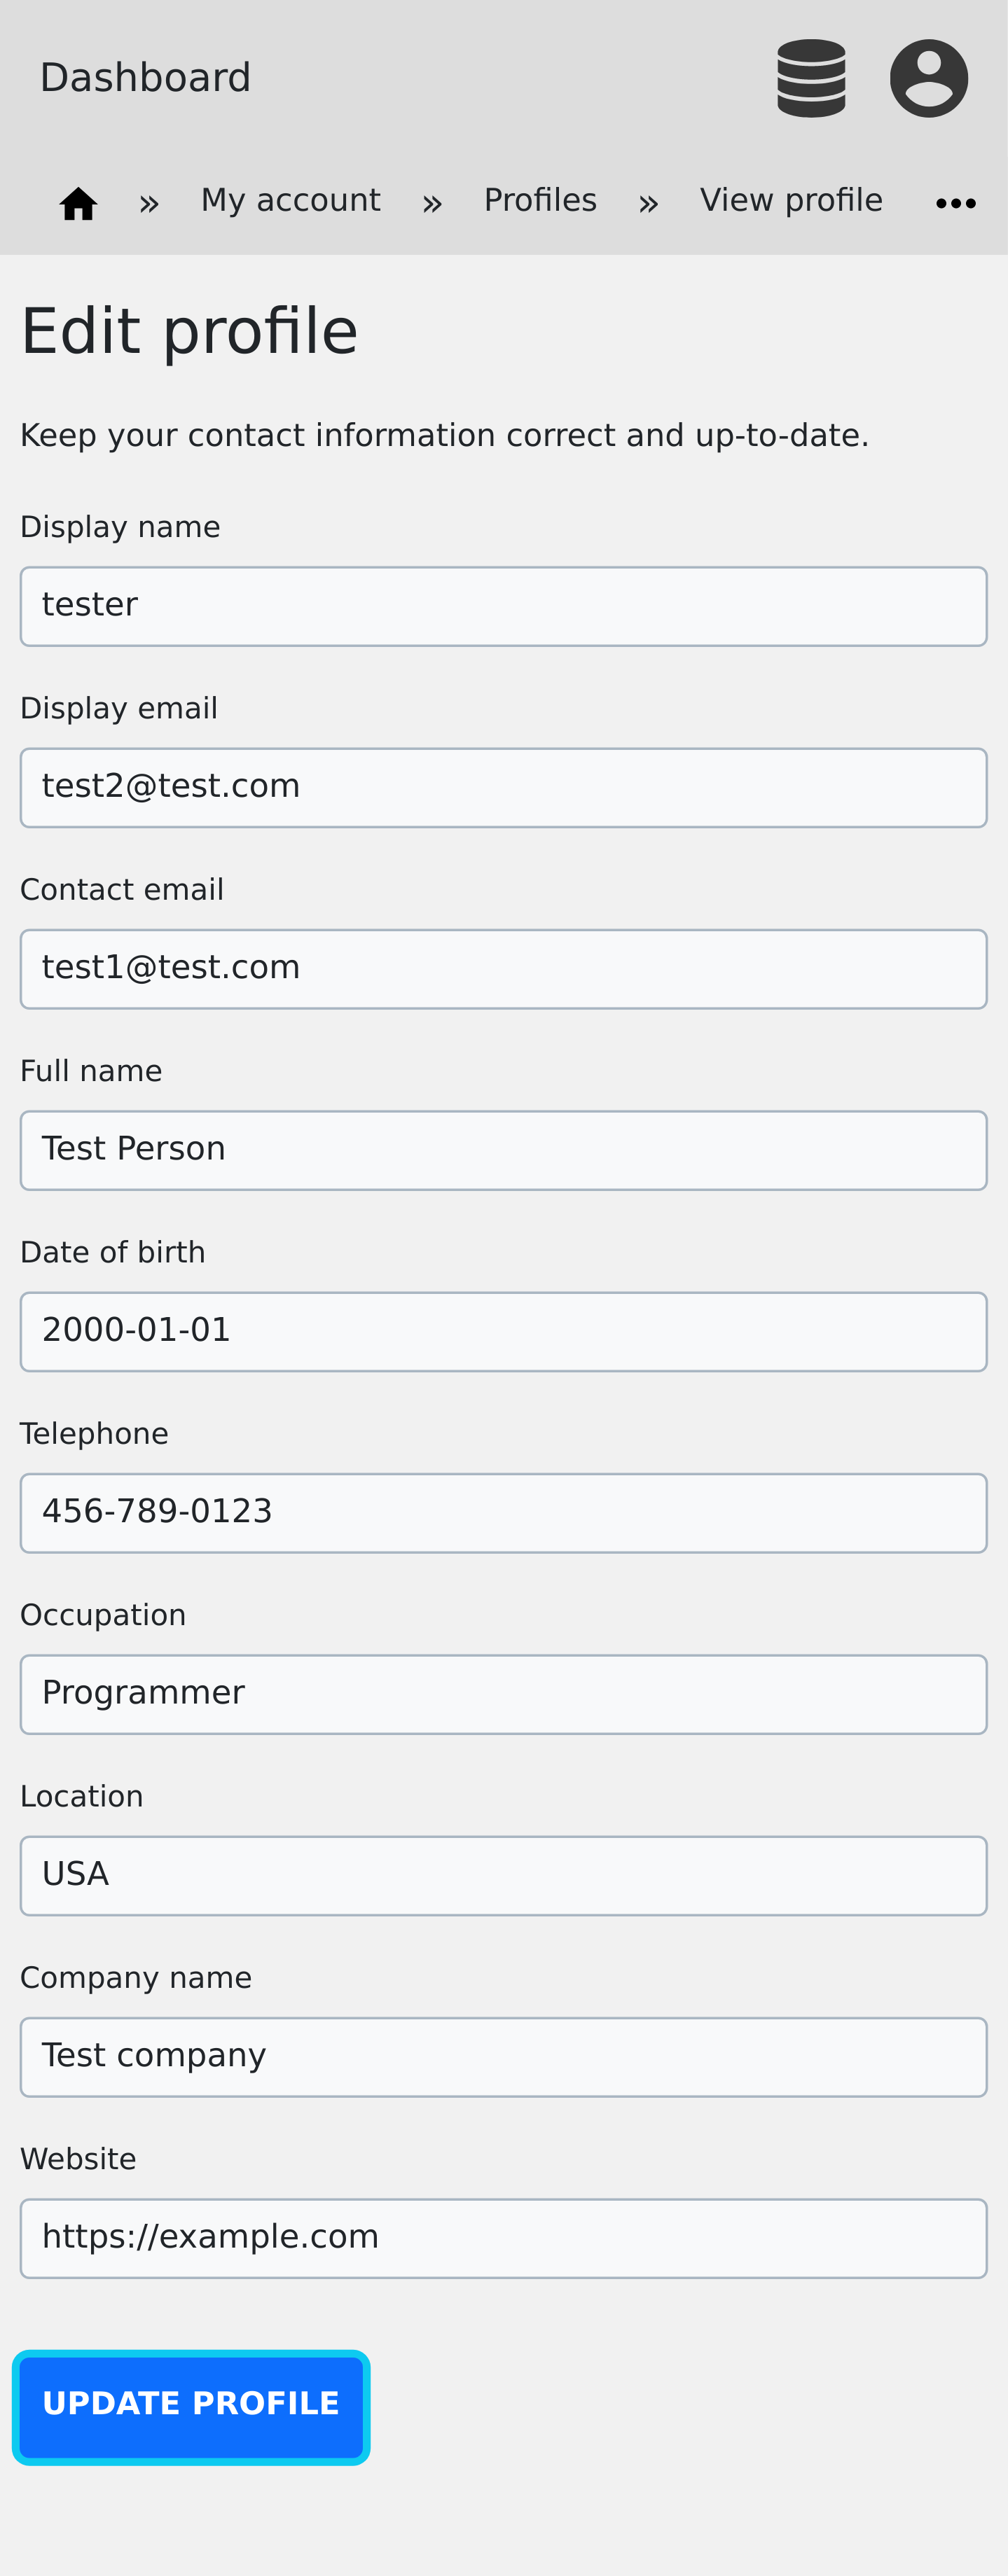 Dashboard
» My account » Profiles » View profile •••
Edit profile
Keep your contact information correct and up-to-date.
Display name
tester
Display email
test2@test.com
Contact email
test1@test.com
Full name
Test Person
Date of birth
2000-01-01
Telephone
456-789-0123
Occupation
Programmer
Location
USA
Company name
Test company
Website
https://example.com
UPDATE PROFILE